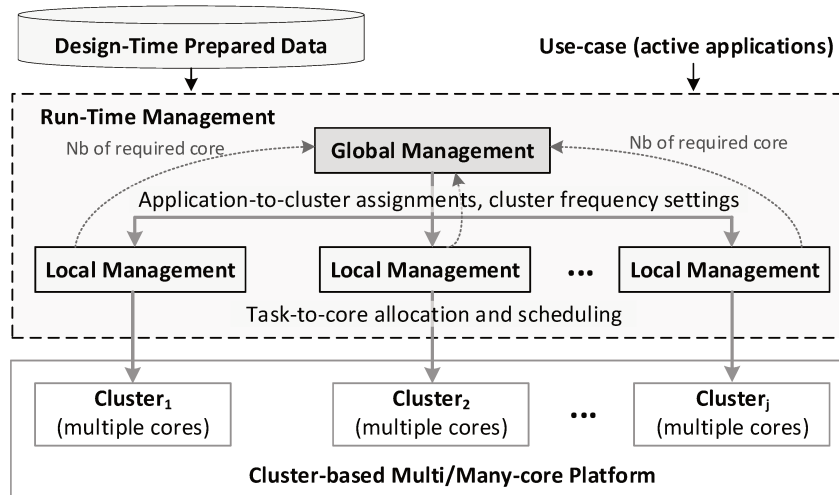 Design-Time Prepared Data
Use-case (active applications)
Run-Time Management
Nb of required core
Nb of required core
Global Management
Application-to-cluster assignments, cluster frequency settings
Local Management
Local Management
...
Local Management
Task-to-core allocation and scheduling
Cluster₁
(multiple cores)
Cluster₂
(multiple cores)
...
Clusterⱼ
(multiple cores)
Cluster-based Multi/Many-core Platform